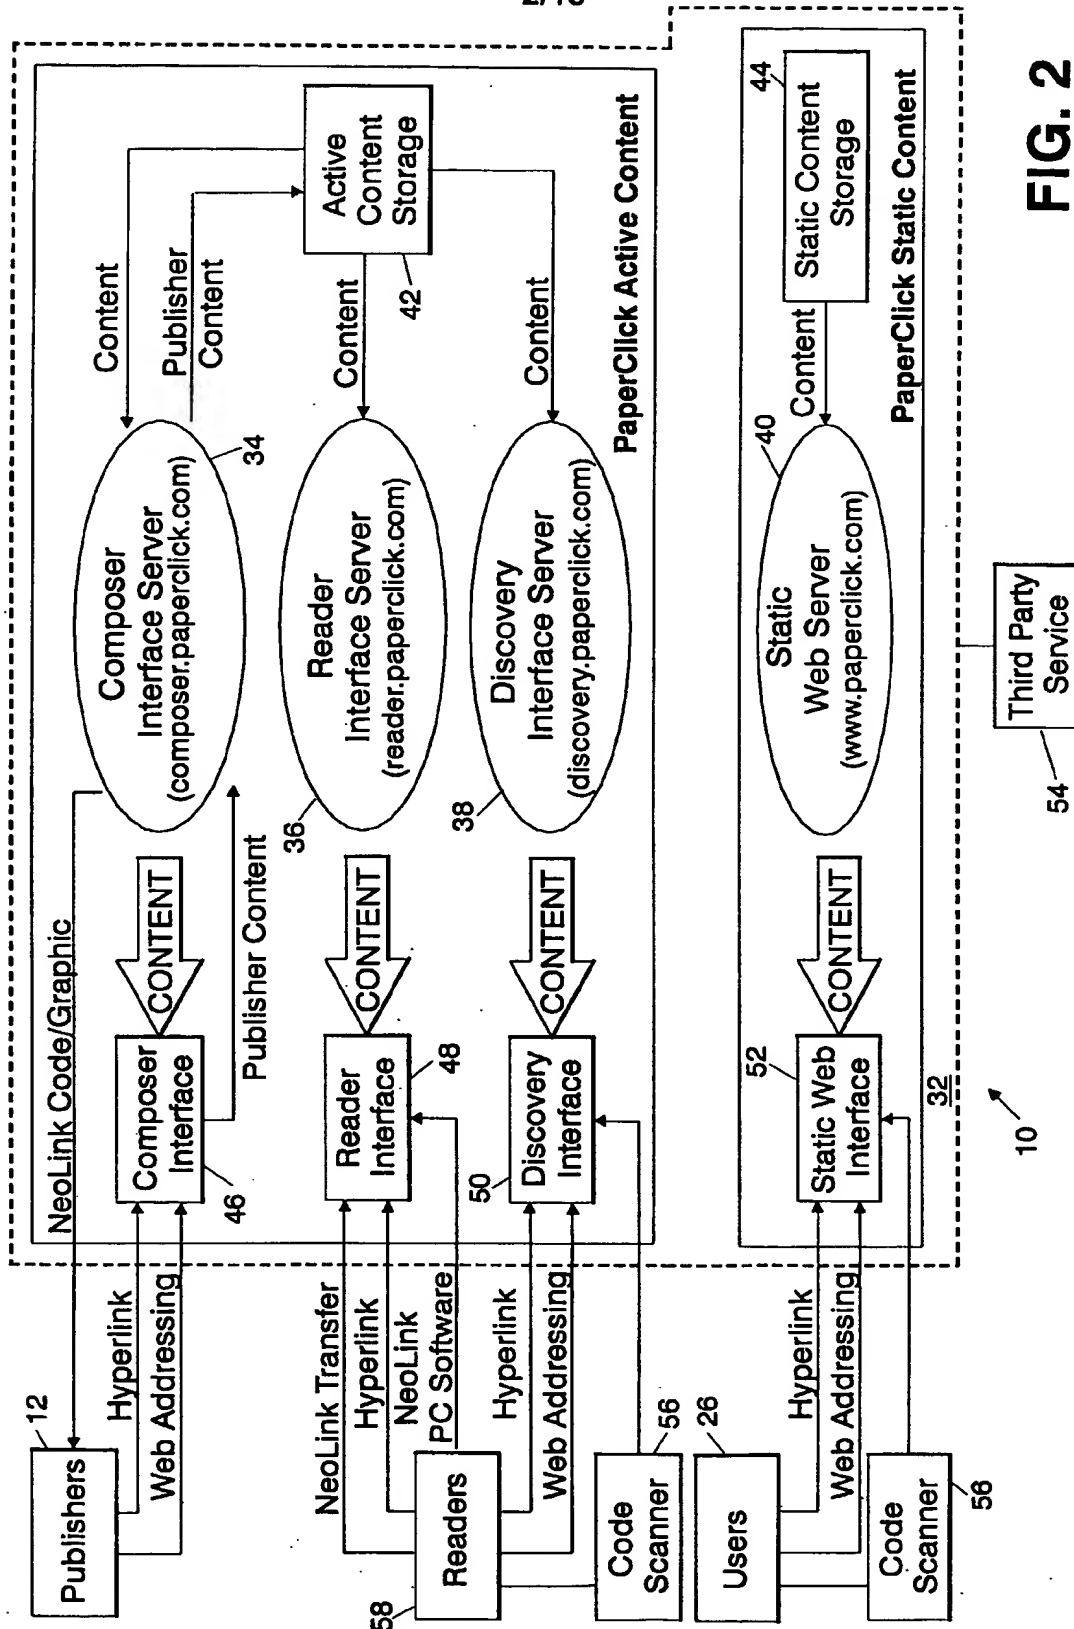 FIG. 2
Publishers
12
Hyperlink
Web Addressing
NeoLink Code/Graphic
Composer
Interface
46
CONTENT
Publisher Content
Composer
Interface Server
(composer.paperclick.com)
34
Content
Publisher
Content
Active
Content
Storage
42
Readers
58
NeoLink Transfer
Hyperlink
NeoLink
PC Software
Reader
Interface
48
CONTENT
Reader
Interface Server
(reader.paperclick.com)
36
Content
Hyperlink
Web Addressing
Code
Scanner
56
Discovery
Interface
50
CONTENT
Discovery
Interface Server
(discovery.paperclick.com)
38
Content
PaperClick Active Content
Users
26
Hyperlink
Web Addressing
Code
Scanner
56
Static Web
Interface
52
CONTENT
Static
Web Server
(www.paperclick.com)
40
Content
Static Content
Storage
44
PaperClick Static Content
32
10
Third Party
Service
54